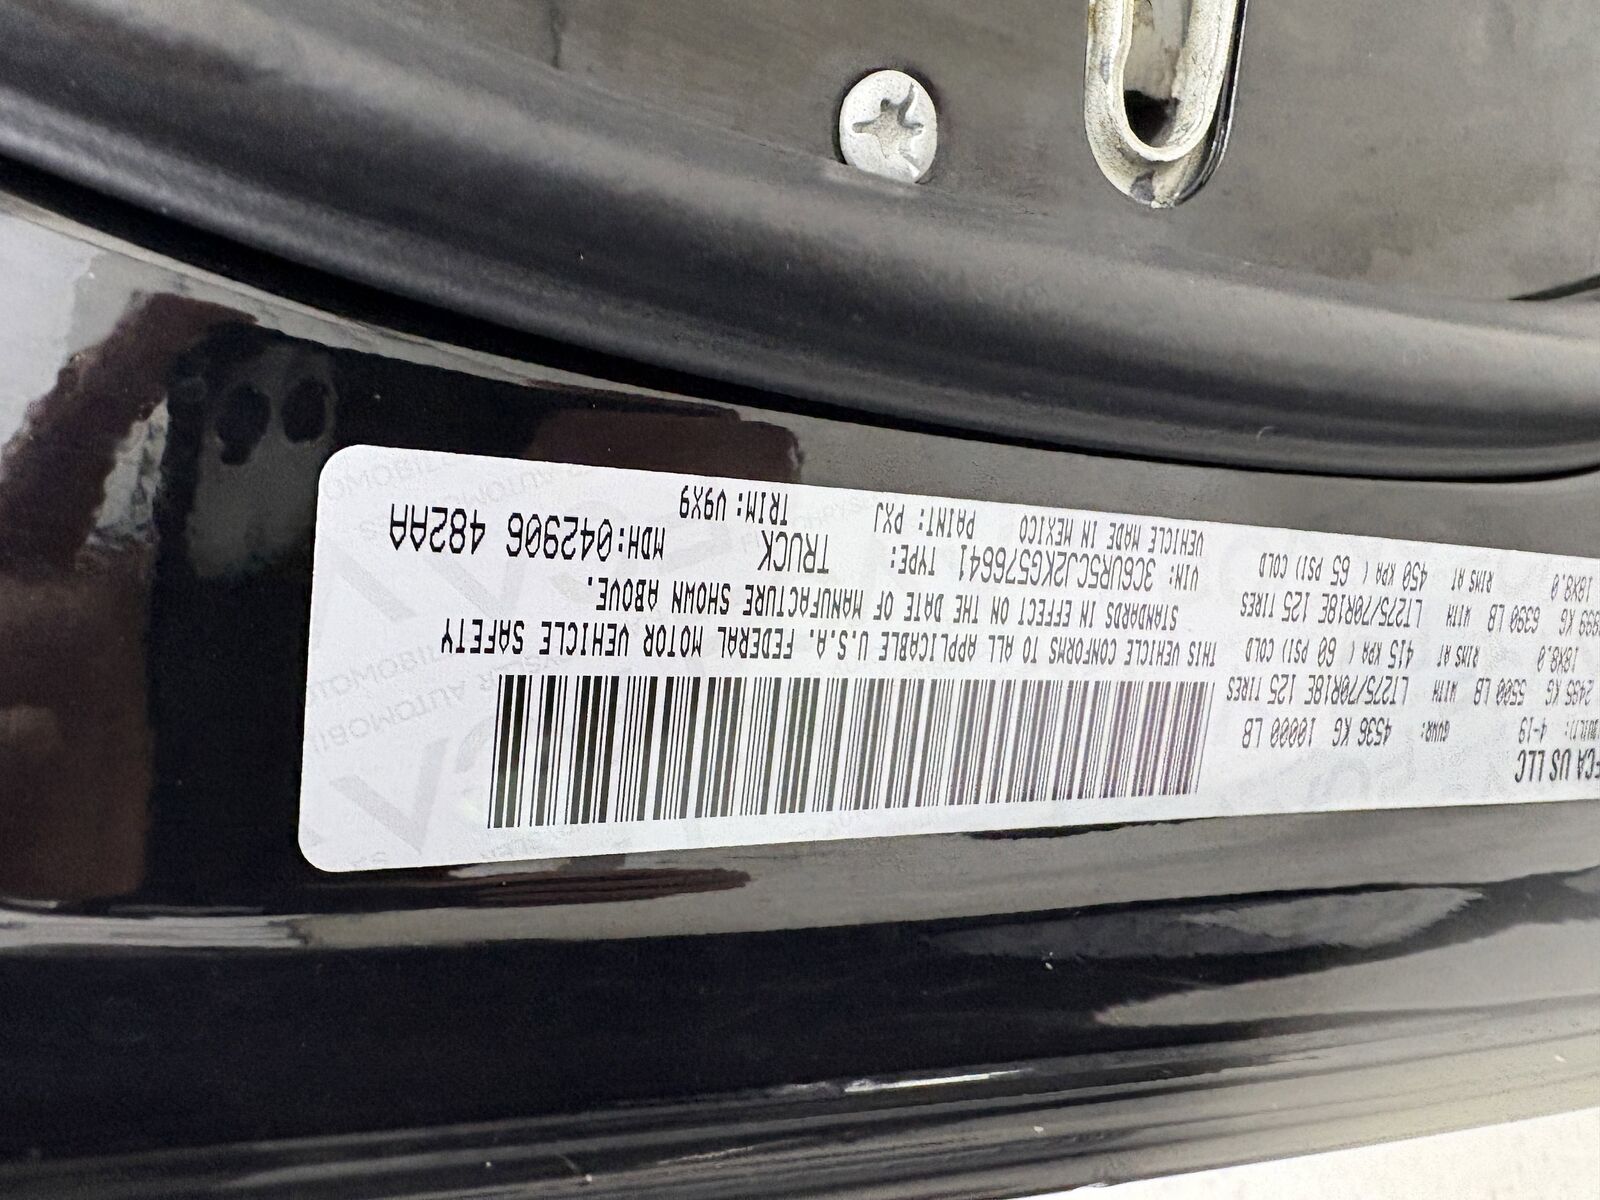 FCA US LLC
4-19 GVWR: 4536 KG 10000 LB
2495 KG 5500 LB WITH LT275/70R18E 125 TIRES
18X8.0 RIMS AT 415 KPA ( 60 PSI) COLD
KG 6390 LB WITH LT275/70R18E 125 TIRES
18X8.0 RIMS AT 450 KPA ( 65 PSI) COLD
THIS VEHICLE CONFORMS TO ALL APPLICABLE U.S.A. FEDERAL MOTOR VEHICLE SAFETY
STANDARDS IN EFFECT ON THE DATE OF MANUFACTURE SHOWN ABOVE.
VIN: 3C6UR5CJ2KG576641 TYPE: TRUCK MDH:042906 482AA
VEHICLE MADE IN MEXICO PAINT: PXJ TRIM: V9X9